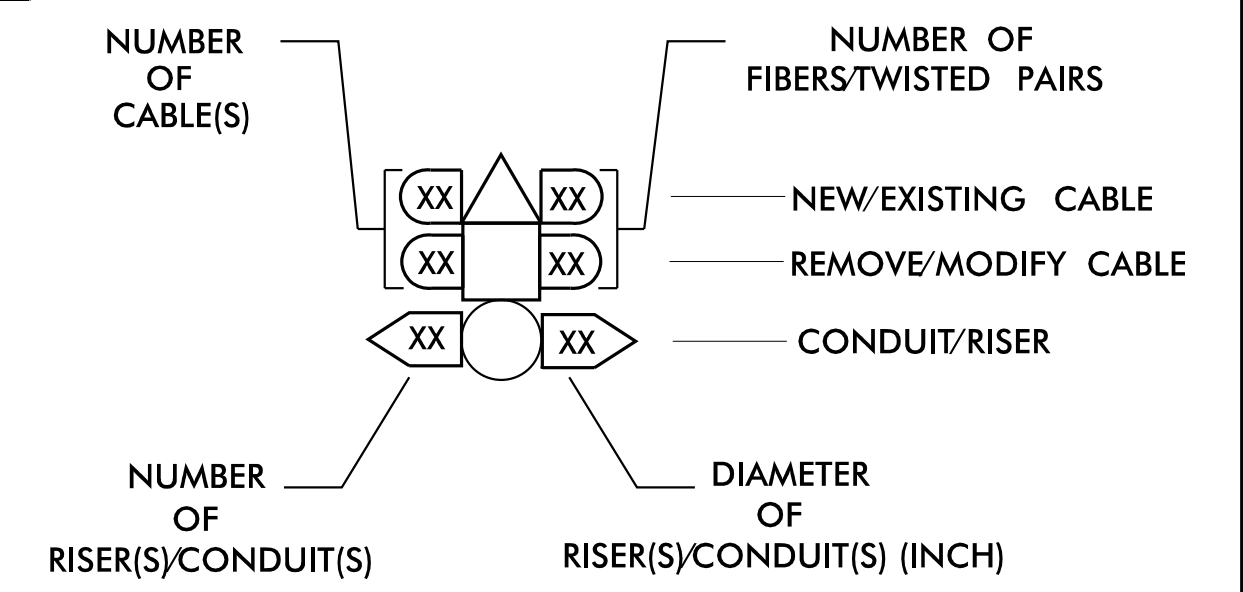 NUMBER
OF
CABLE(S)
NUMBER OF
FIBERS/TWISTED PAIRS
XX XX
NEW/EXISTING CABLE
XX XX
REMOVE/MODIFY CABLE
XX XX
CONDUIT/RISER
NUMBER
OF
RISER(S)/CONDUIT(S)
DIAMETER
OF
RISER(S)/CONDUIT(S) (INCH)